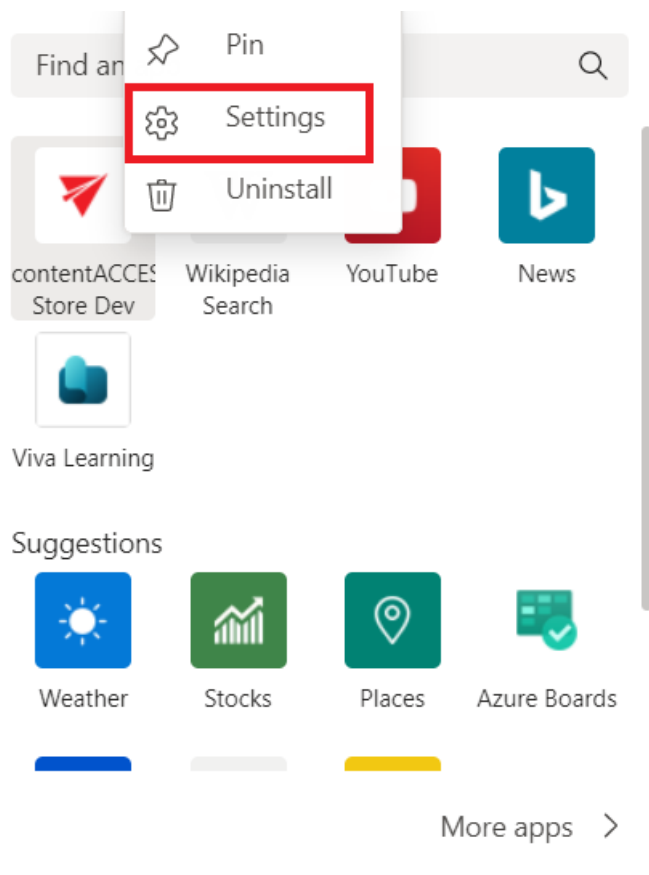 Pin
Find an
Settings
Uninstall
contentACCES
Store Dev
Wikipedia
Search
YouTube
News
Viva Learning
Suggestions
Weather
Stocks
Places
Azure Boards
More apps